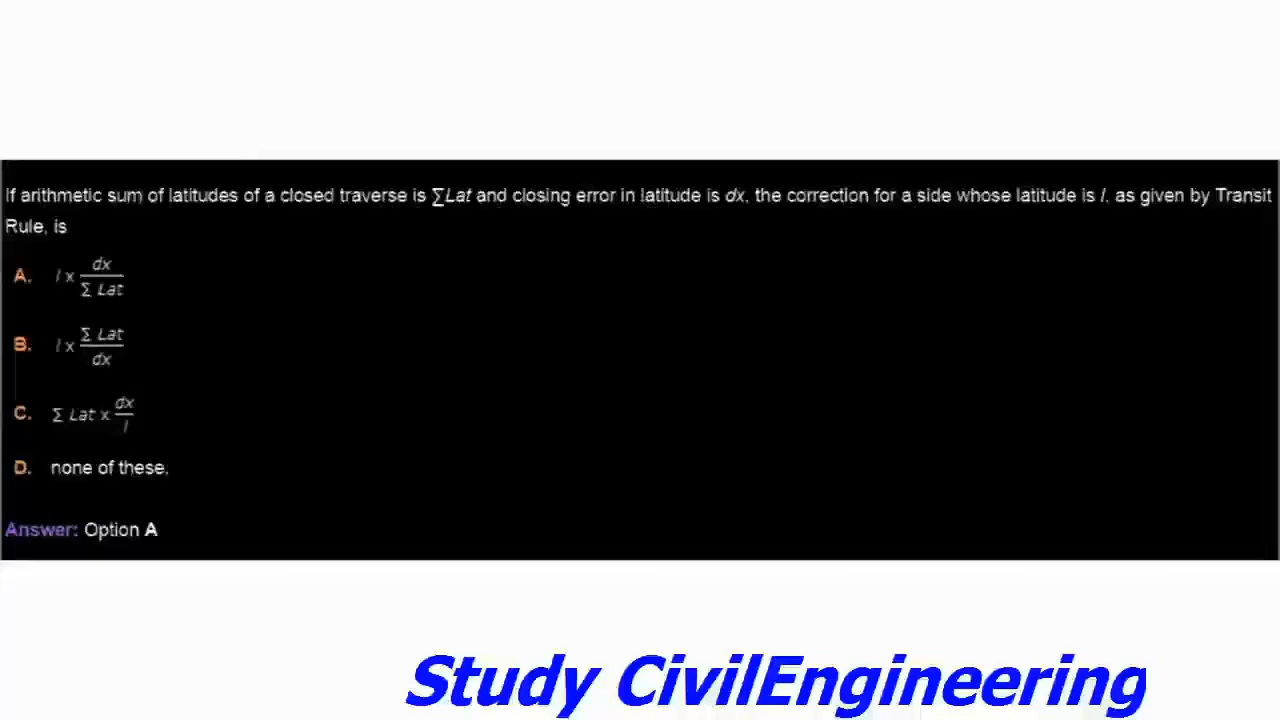 If arithmetic sum of latitudes of a closed traverse is ∑Lat and closing error in latitude is dx, the correction for a side whose latitude is l, as given by Transit
Rule, is
A. l x dx / Σ Lat
B. l x Σ Lat / dx
C. Σ Lat x dx / l
D. none of these.
Answer: Option A
Study CivilEngineering